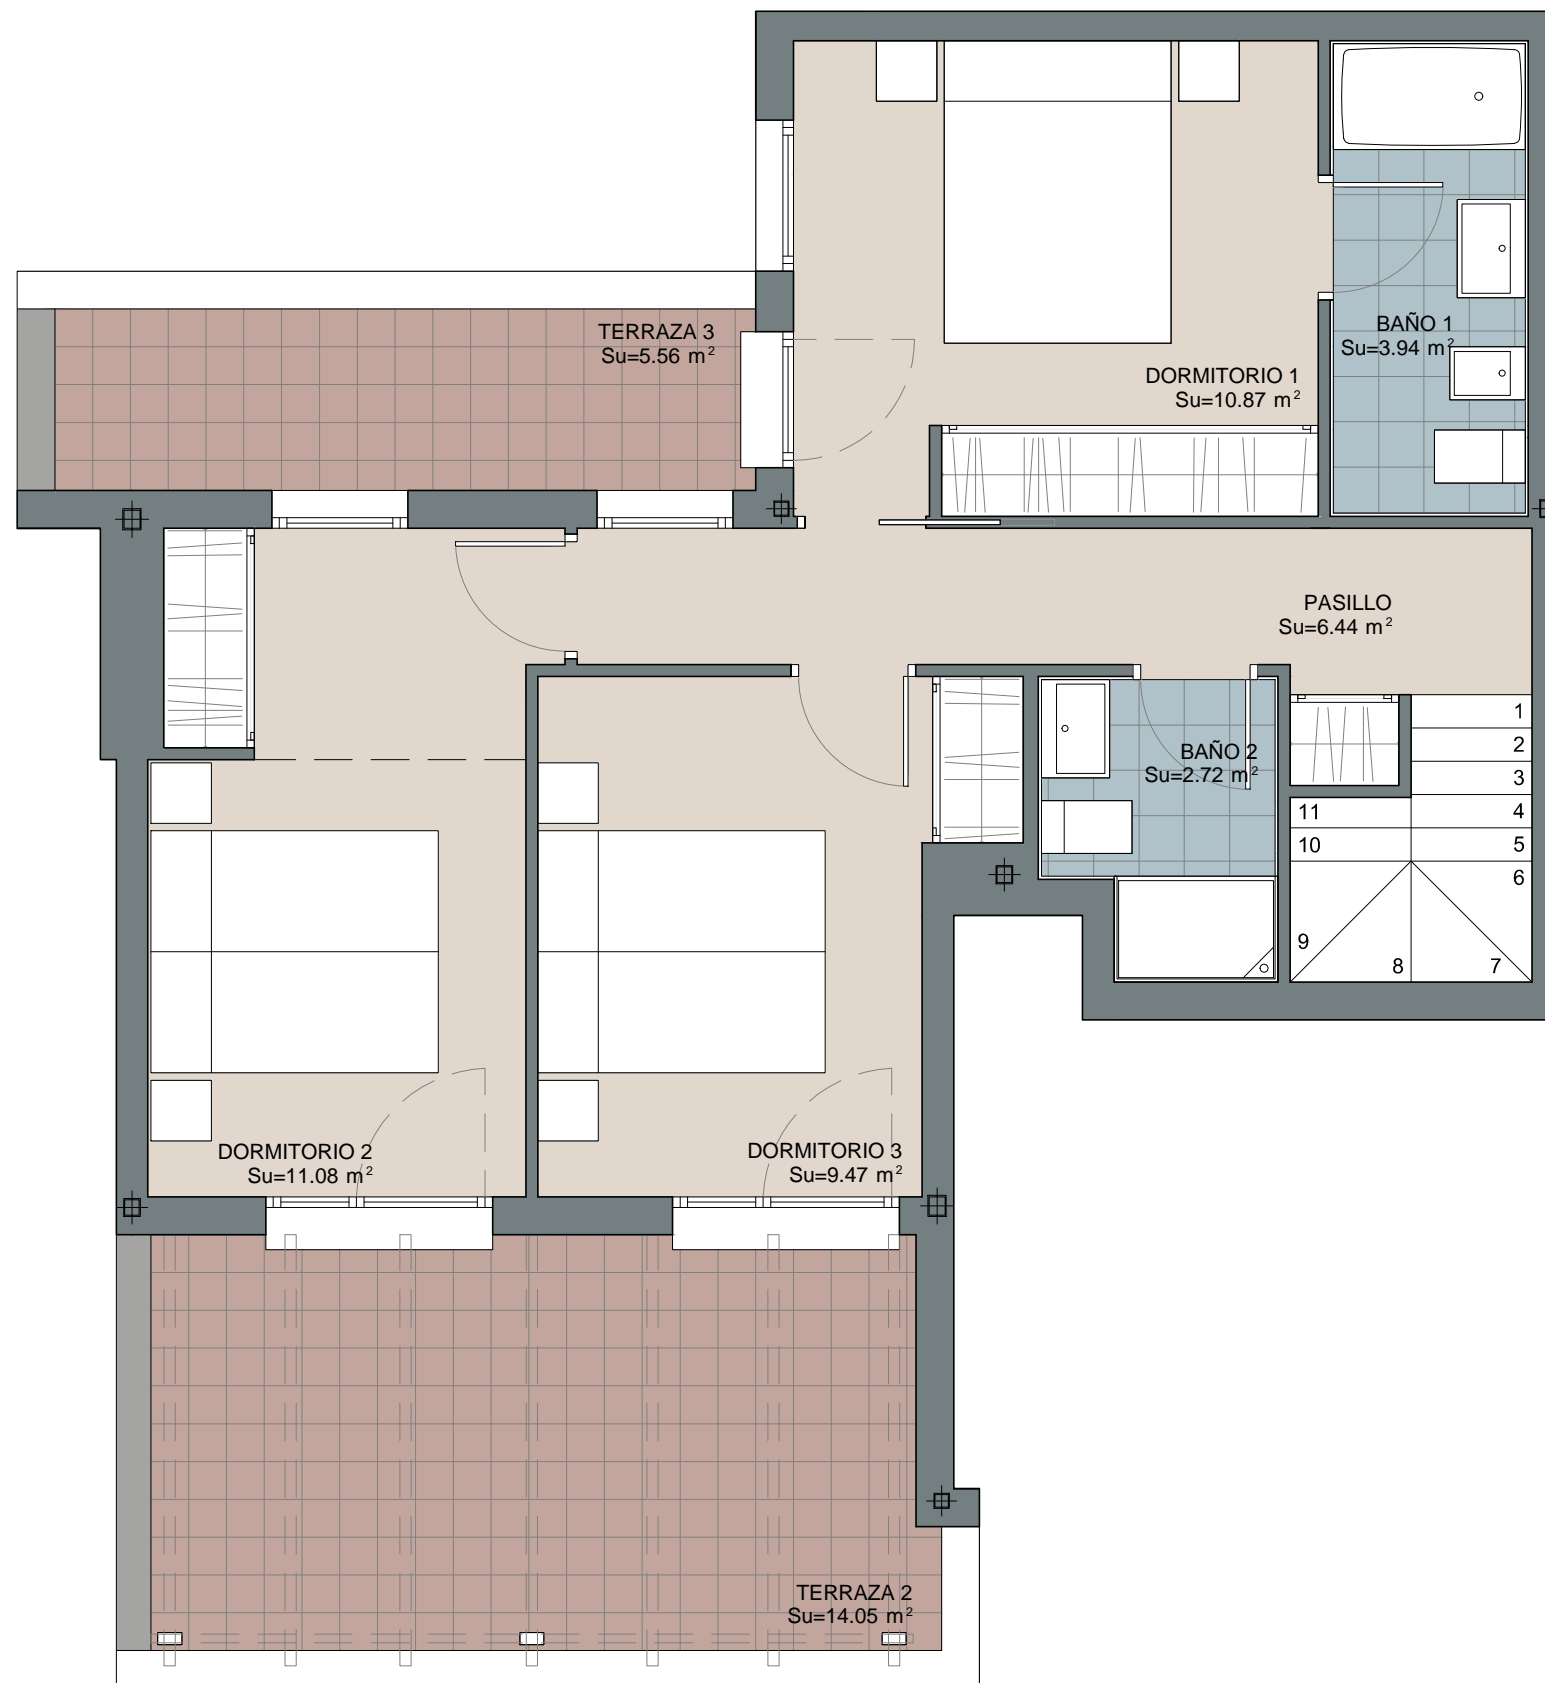 TERRAZA 3
Su=5.56 m²
BAÑO 1
Su=3.94 m²
DORMITORIO 1
Su=10.87 m²
PASILLO
Su=6.44 m²
BAÑO 2
Su=2.72 m²
1
2
3
11 4
10 5
6
9
8 7
DORMITORIO 2
Su=11.08 m²
DORMITORIO 3
Su=9.47 m²
TERRAZA 2
Su=14.05 m²